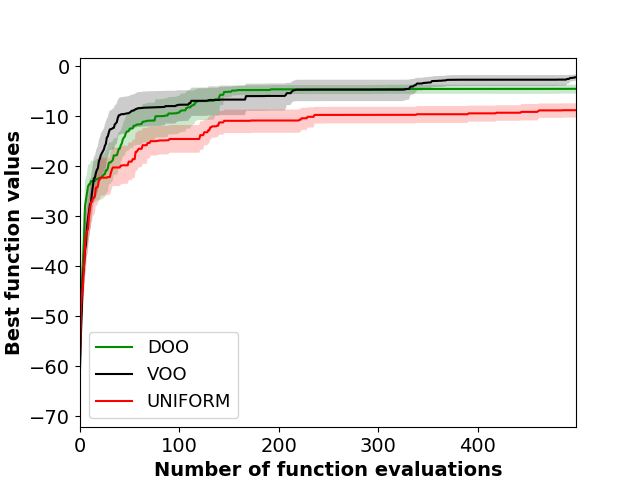 0
−10
−20
−30
−40
−50
−60
−70
Best function values
DOO
VOO
UNIFORM
0 100 200 300 400
Number of function evaluations